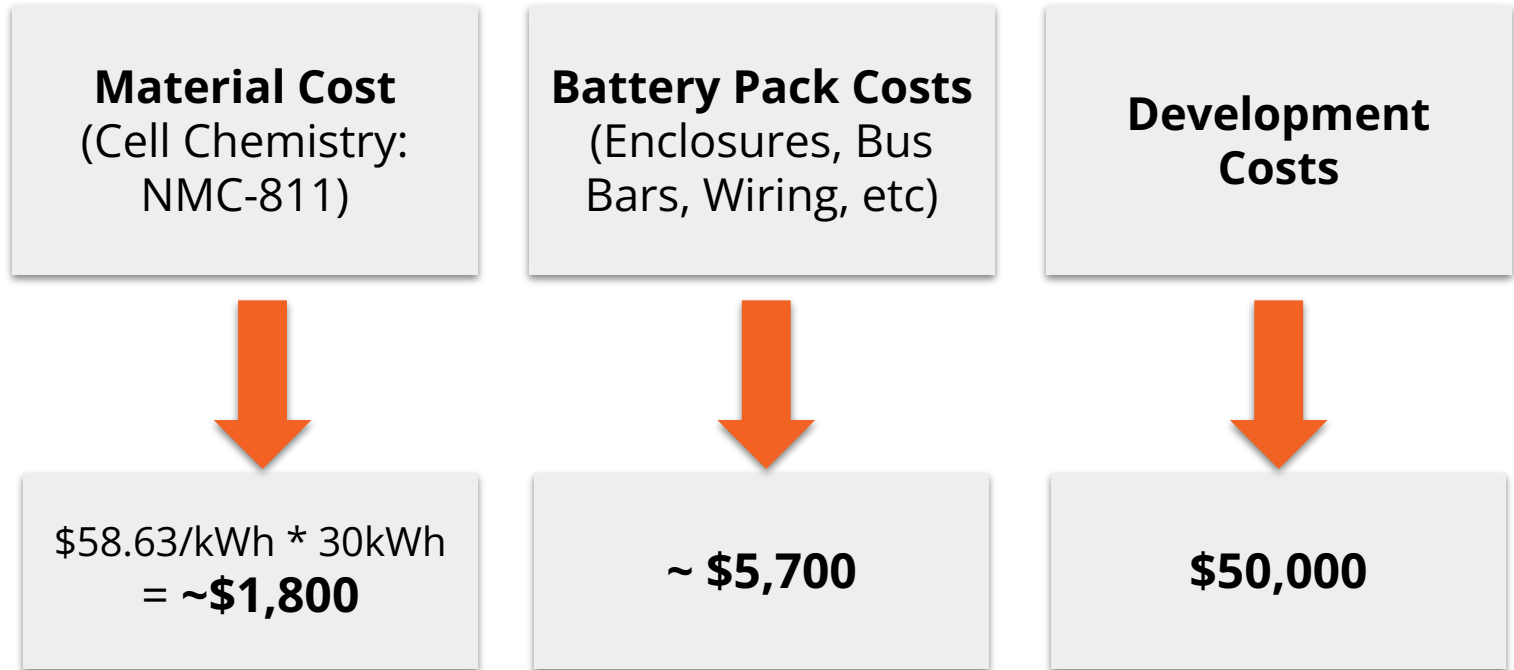 Material Cost
(Cell Chemistry:
NMC-811)
Battery Pack Costs
(Enclosures, Bus
Bars, Wiring, etc)
Development
Costs
$58.63/kWh * 30kWh
= ~$1,800
~ $5,700
$50,000